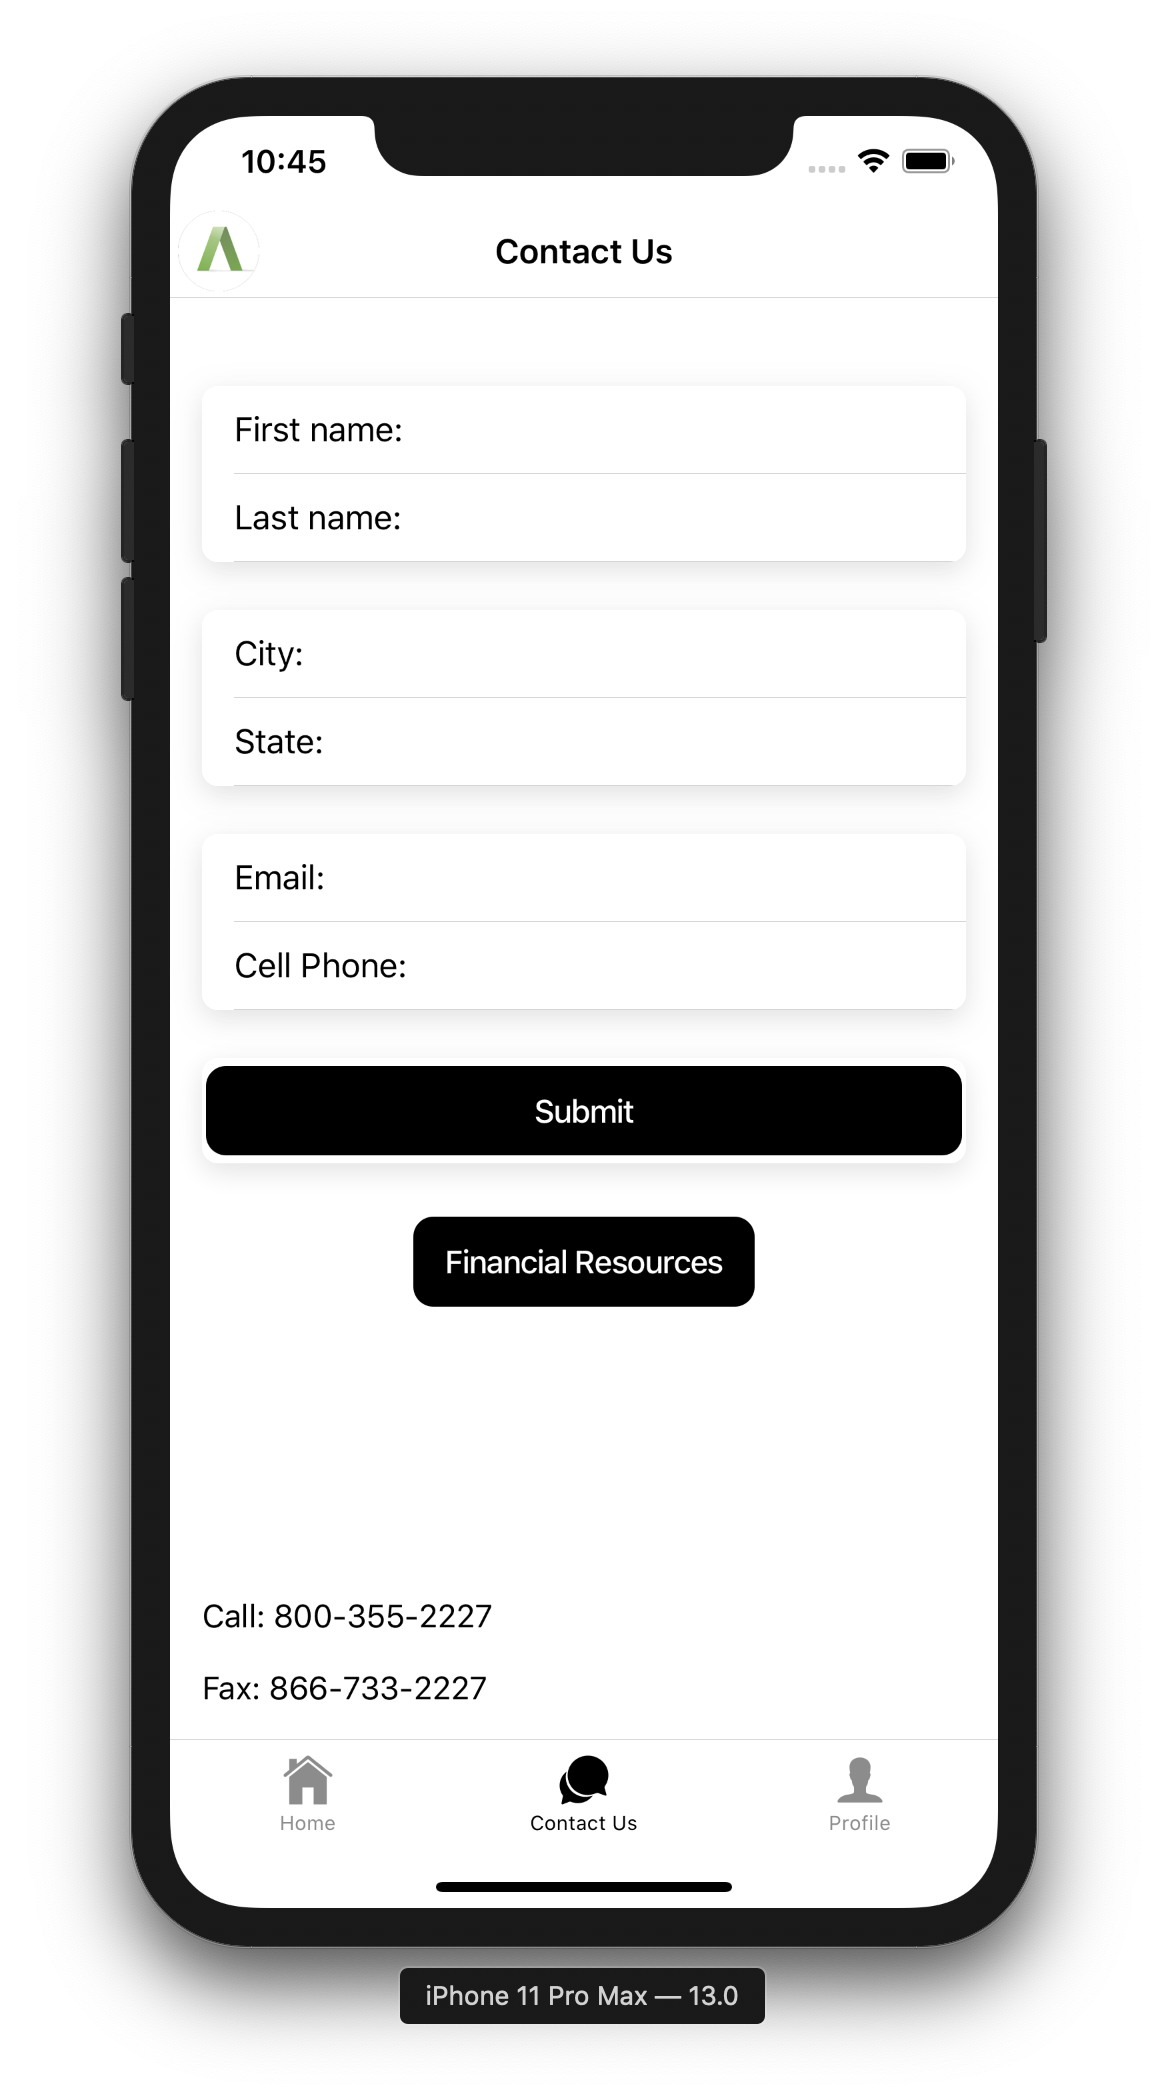 10:45
Contact Us
First name:
Last name:
City:
State:
Email:
Cell Phone:
Submit
Financial Resources
Call: 800-355-2227
Fax: 866-733-2227
Home
Contact Us
Profile
iPhone 11 Pro Max — 13.0